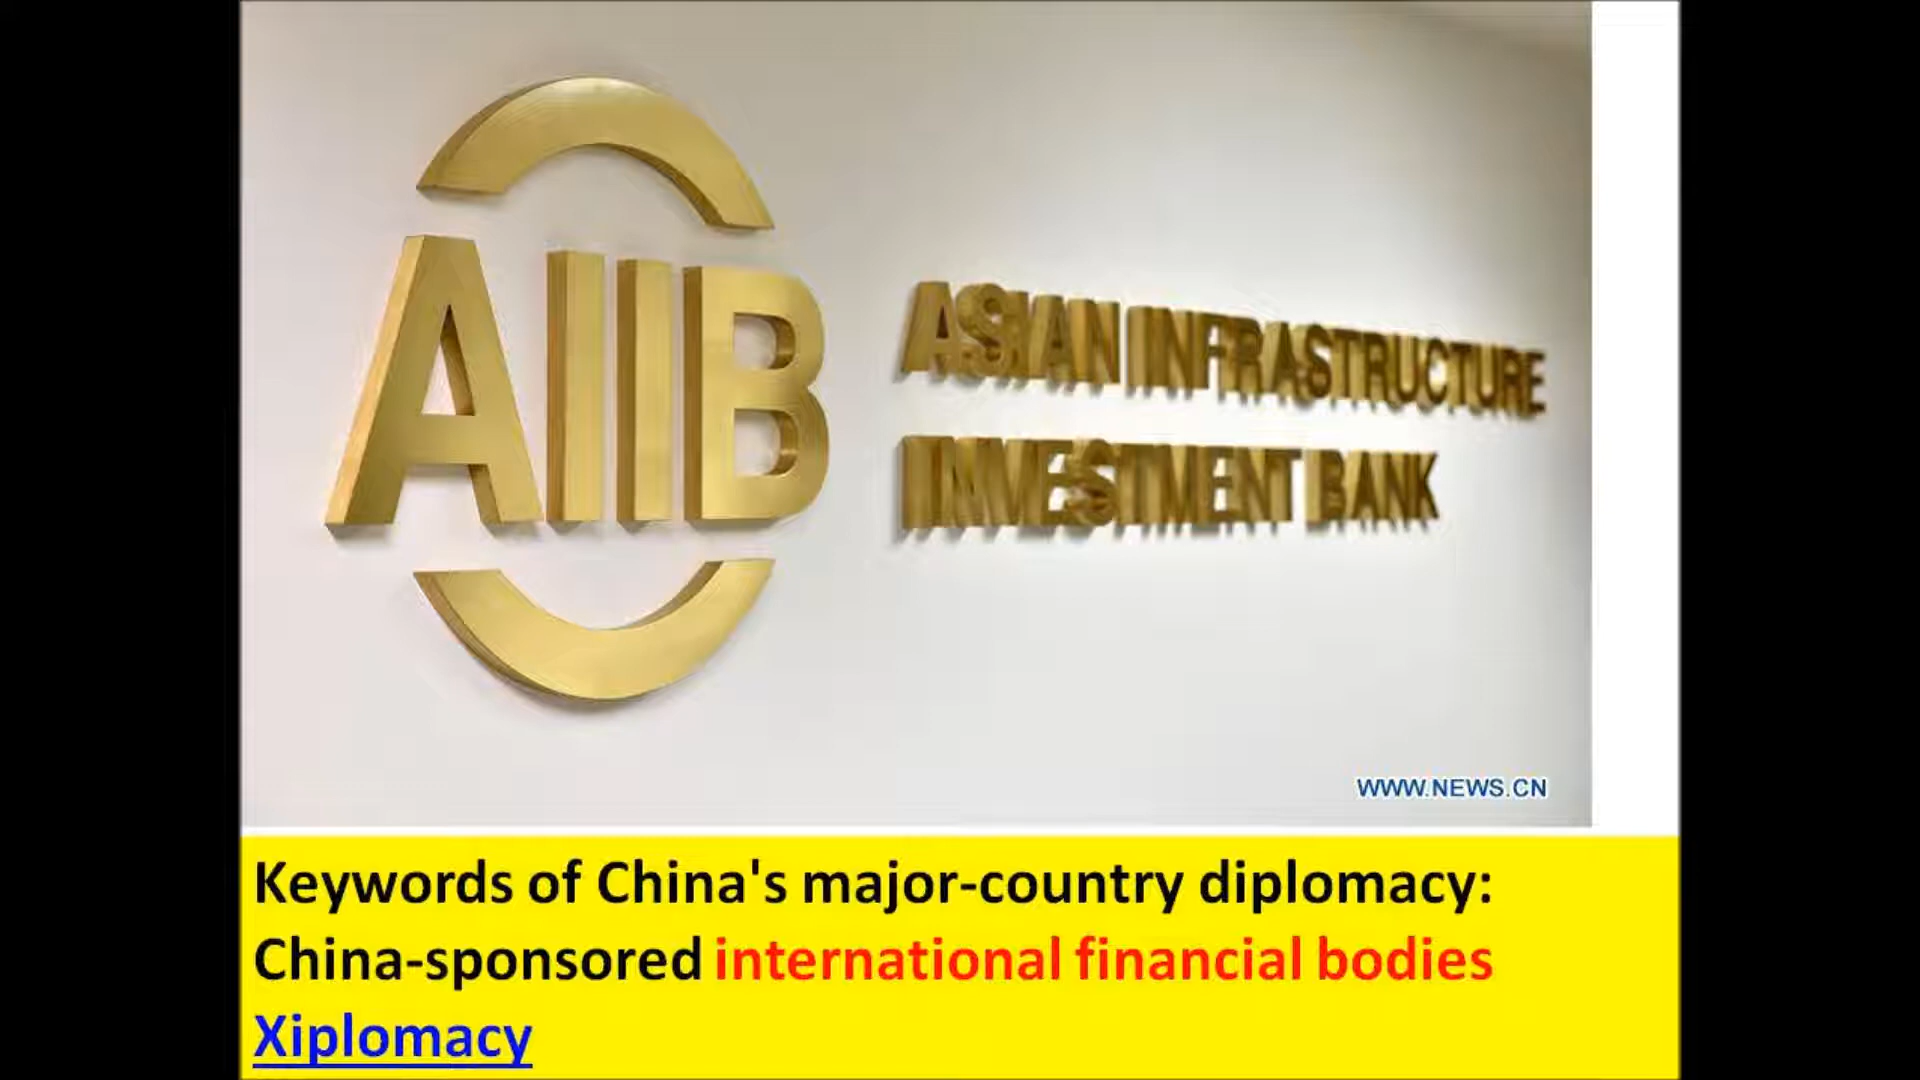 AIIB
ASIAN INFRASTRUCTURE
INVESTMENT BANK
WWW.NEWS.CN
Keywords of China's major-country diplomacy:
China-sponsored international financial bodies
Xiplomacy